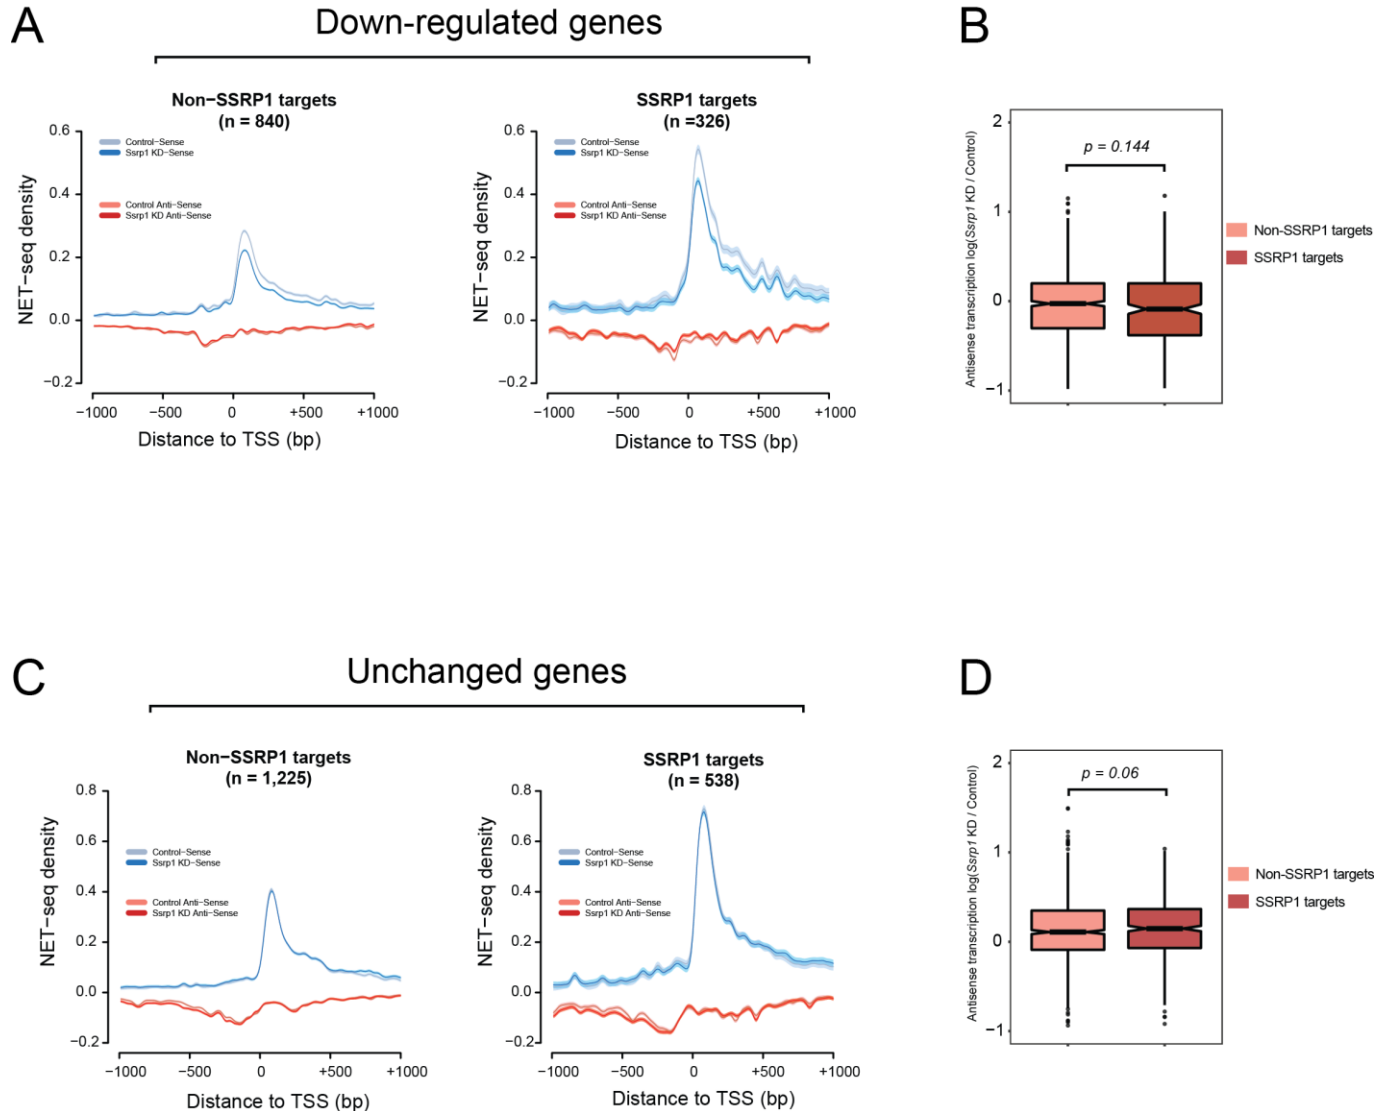 A
Down-regulated genes
Non−SSRP1 targets
(n = 840)
NET−seq density
0.6
0.4
0.2
0.0
−0.2
Control−Sense
Ssrp1 KD−Sense
Control Anti−Sense
Ssrp1 KD Anti−Sense
−1000
−500
0
+500
+1000
Distance to TSS (bp)
SSRP1 targets
(n =326)
NET−seq density
0.6
0.4
0.2
0.0
−0.2
Control−Sense
Ssrp1 KD−Sense
Control Anti−Sense
Ssrp1 KD Anti−Sense
−1000
−500
0
+500
+1000
Distance to TSS (bp)
B
Antisense transcription log(Ssrp1 KD / Control)
2
1
0
−1
p = 0.144
Non−SSRP1 targets
SSRP1 targets
C
Unchanged genes
Non−SSRP1 targets
(n = 1,225)
NET−seq density
0.8
0.6
0.4
0.2
0.0
−0.2
Control−Sense
Ssrp1 KD−Sense
Control Anti−Sense
Ssrp1 KD Anti−Sense
−1000
−500
0
+500
+1000
Distance to TSS (bp)
SSRP1 targets
(n = 538)
NET−seq density
0.8
0.6
0.4
0.2
0.0
−0.2
Control−Sense
Ssrp1 KD−Sense
Control Anti−Sense
Ssrp1 KD Anti−Sense
−1000
−500
0
+500
+1000
Distance to TSS (bp)
D
Antisense transcription log(Ssrp1 KD / Control)
2
1
0
−1
p = 0.06
Non−SSRP1 targets
SSRP1 targets